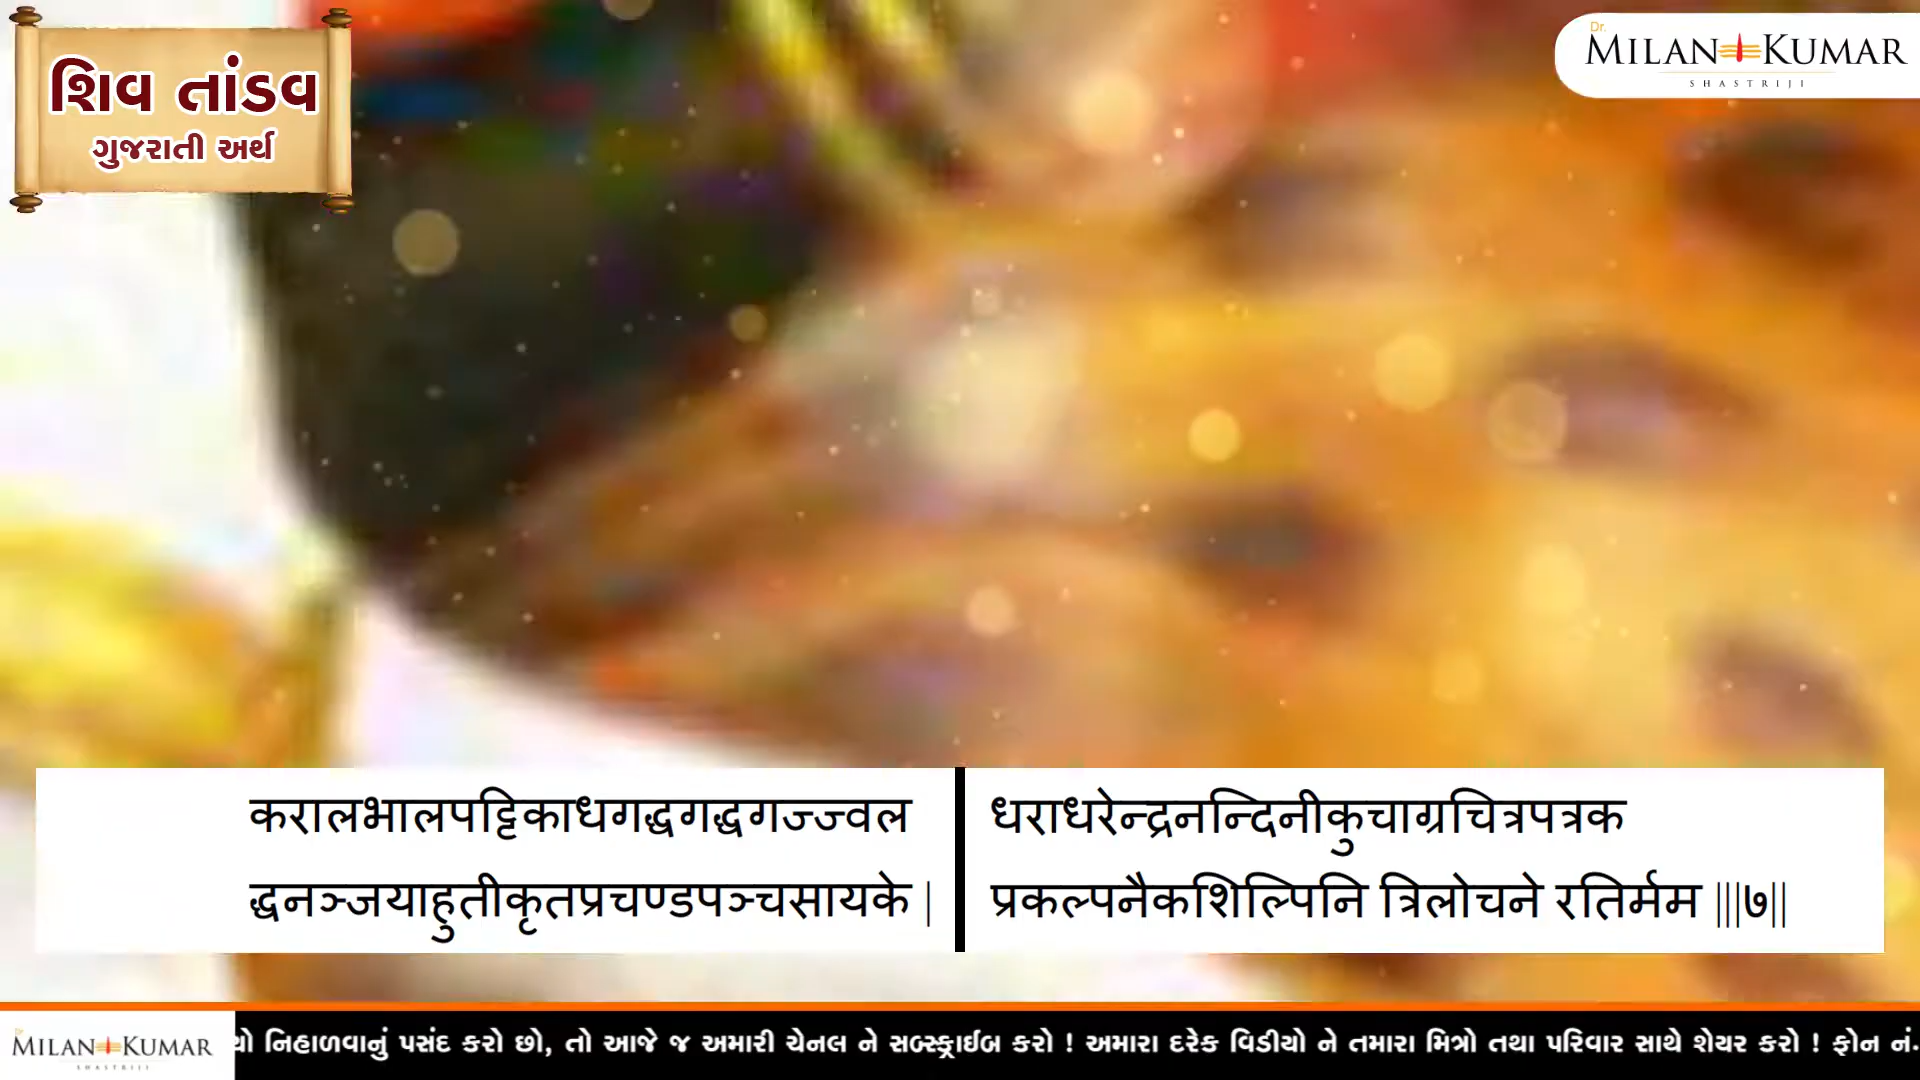 શિવ તાંડવ
ગુજરાતી અર્થ
Dr.
MILAN KUMAR
SHASTRIJI
करालभालपट्टिकाधगद्धगद्धगज्ज्वल
द्धनञ्जयाहुतीकृतप्रचण्डपञ्चसायके |
धराधरेन्द्रनन्दिनीकुचाग्रचित्रपत्रक
प्रकल्पनैकशिल्पिनि त्रिलोचने रतिर्मम |||७||
MILAN KUMAR
SHASTRIJI
નિહાળવાનું પસંદ કરો છો, તો આજે જ અમારી ચેનલ ને સબ્સ્ક્રાઈબ કરો ! અમારા દરેક વિડીયો ને તમારા મિત્રો તથા પરિવાર સાથે શેયર કરો ! ફોન નં.